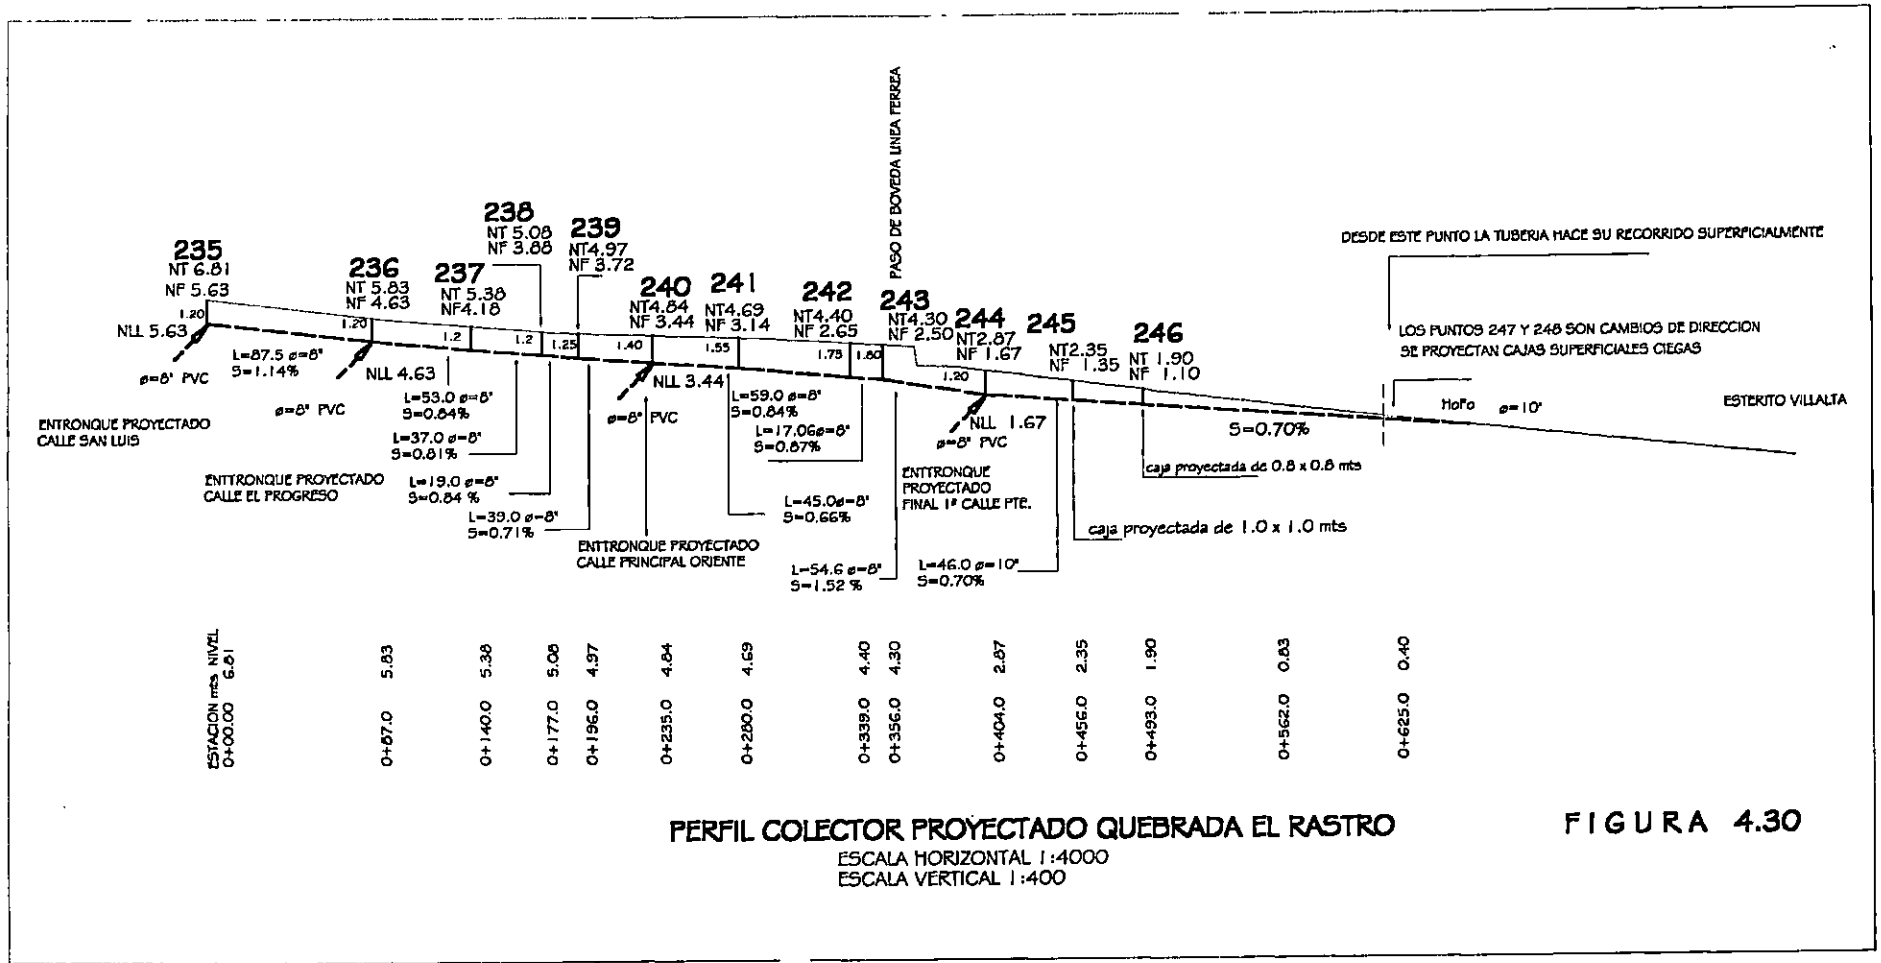 PASO DE BOVEDA LINEA FERREA
235
NT 6.81
NF 5.63
1.20
NLL 5.63
ø=8" PVC
ENTRONQUE PROYECTADO
CALLE SAN LUIS
L=87.5 ø=8"
S=1.14%
236
NT 5.83
NF 4.63
1.20
NLL 4.63
ø=8" PVC
ENTTRONQUE PROYECTADO
CALLE EL PROGRESO
237
NT 5.38
NF4.18
1.2
L=53.0 ø=8"
S=0.84%
L=37.0 ø=8"
S=0.81%
L=19.0 ø=8"
S=0.84 %
L=39.0 ø=8"
S=0.71%
238
NT 5.08
NF 3.88
1.2
239
NT4.97
NF 3.72
1.25
240
NT4.84
NF 3.44
1.40
NLL 3.44
ø=8" PVC
ENTTRONQUE PROYECTADO
CALLE PRINCIPAL ORIENTE
241
NT4.69
NF 3.14
1.55
L=59.0 ø=8"
S=0.84%
L=17.06ø=8"
S=0.87%
L=45.0ø=8"
S=0.66%
L=54.6 ø=8"
S=1.52 %
242
NT4.40
NF 2.65
1.75
243
NT4.30
NF 2.50
1.80
244
NT2.87
NF 1.67
1.20
NLL 1.67
ø=8" PVC
ENTTRONQUE
PROYECTADO
FINAL 1ª CALLE PTE.
L=46.0 ø=10"
S=0.70%
245
NT2.35
NF 1.35
246
NT 1.90
NF 1.10
S=0.70%
caja proyectada de 0.8 x 0.8 mts
caja proyectada de 1.0 x 1.0 mts
DESDE ESTE PUNTO LA TUBERIA HACE SU RECORRIDO SUPERFICIALMENTE
LOS PUNTOS 247 Y 248 SON CAMBIOS DE DIRECCION
SE PROYECTAN CAJAS SUPERFICIALES CIEGAS
HoFo ø=10"
ESTERITO VILLALTA
ESTACION mts NIVEL
0+00.00 6.81
0+87.0 5.83
0+140.0 5.38
0+177.0 5.08
0+196.0 4.97
0+235.0 4.84
0+280.0 4.69
0+339.0 4.40
0+356.0 4.30
0+404.0 2.87
0+456.0 2.35
0+493.0 1.90
0+562.0 0.83
0+625.0 0.40
PERFIL COLECTOR PROYECTADO QUEBRADA EL RASTRO
ESCALA HORIZONTAL 1:4000
ESCALA VERTICAL 1:400
FIGURA 4.30